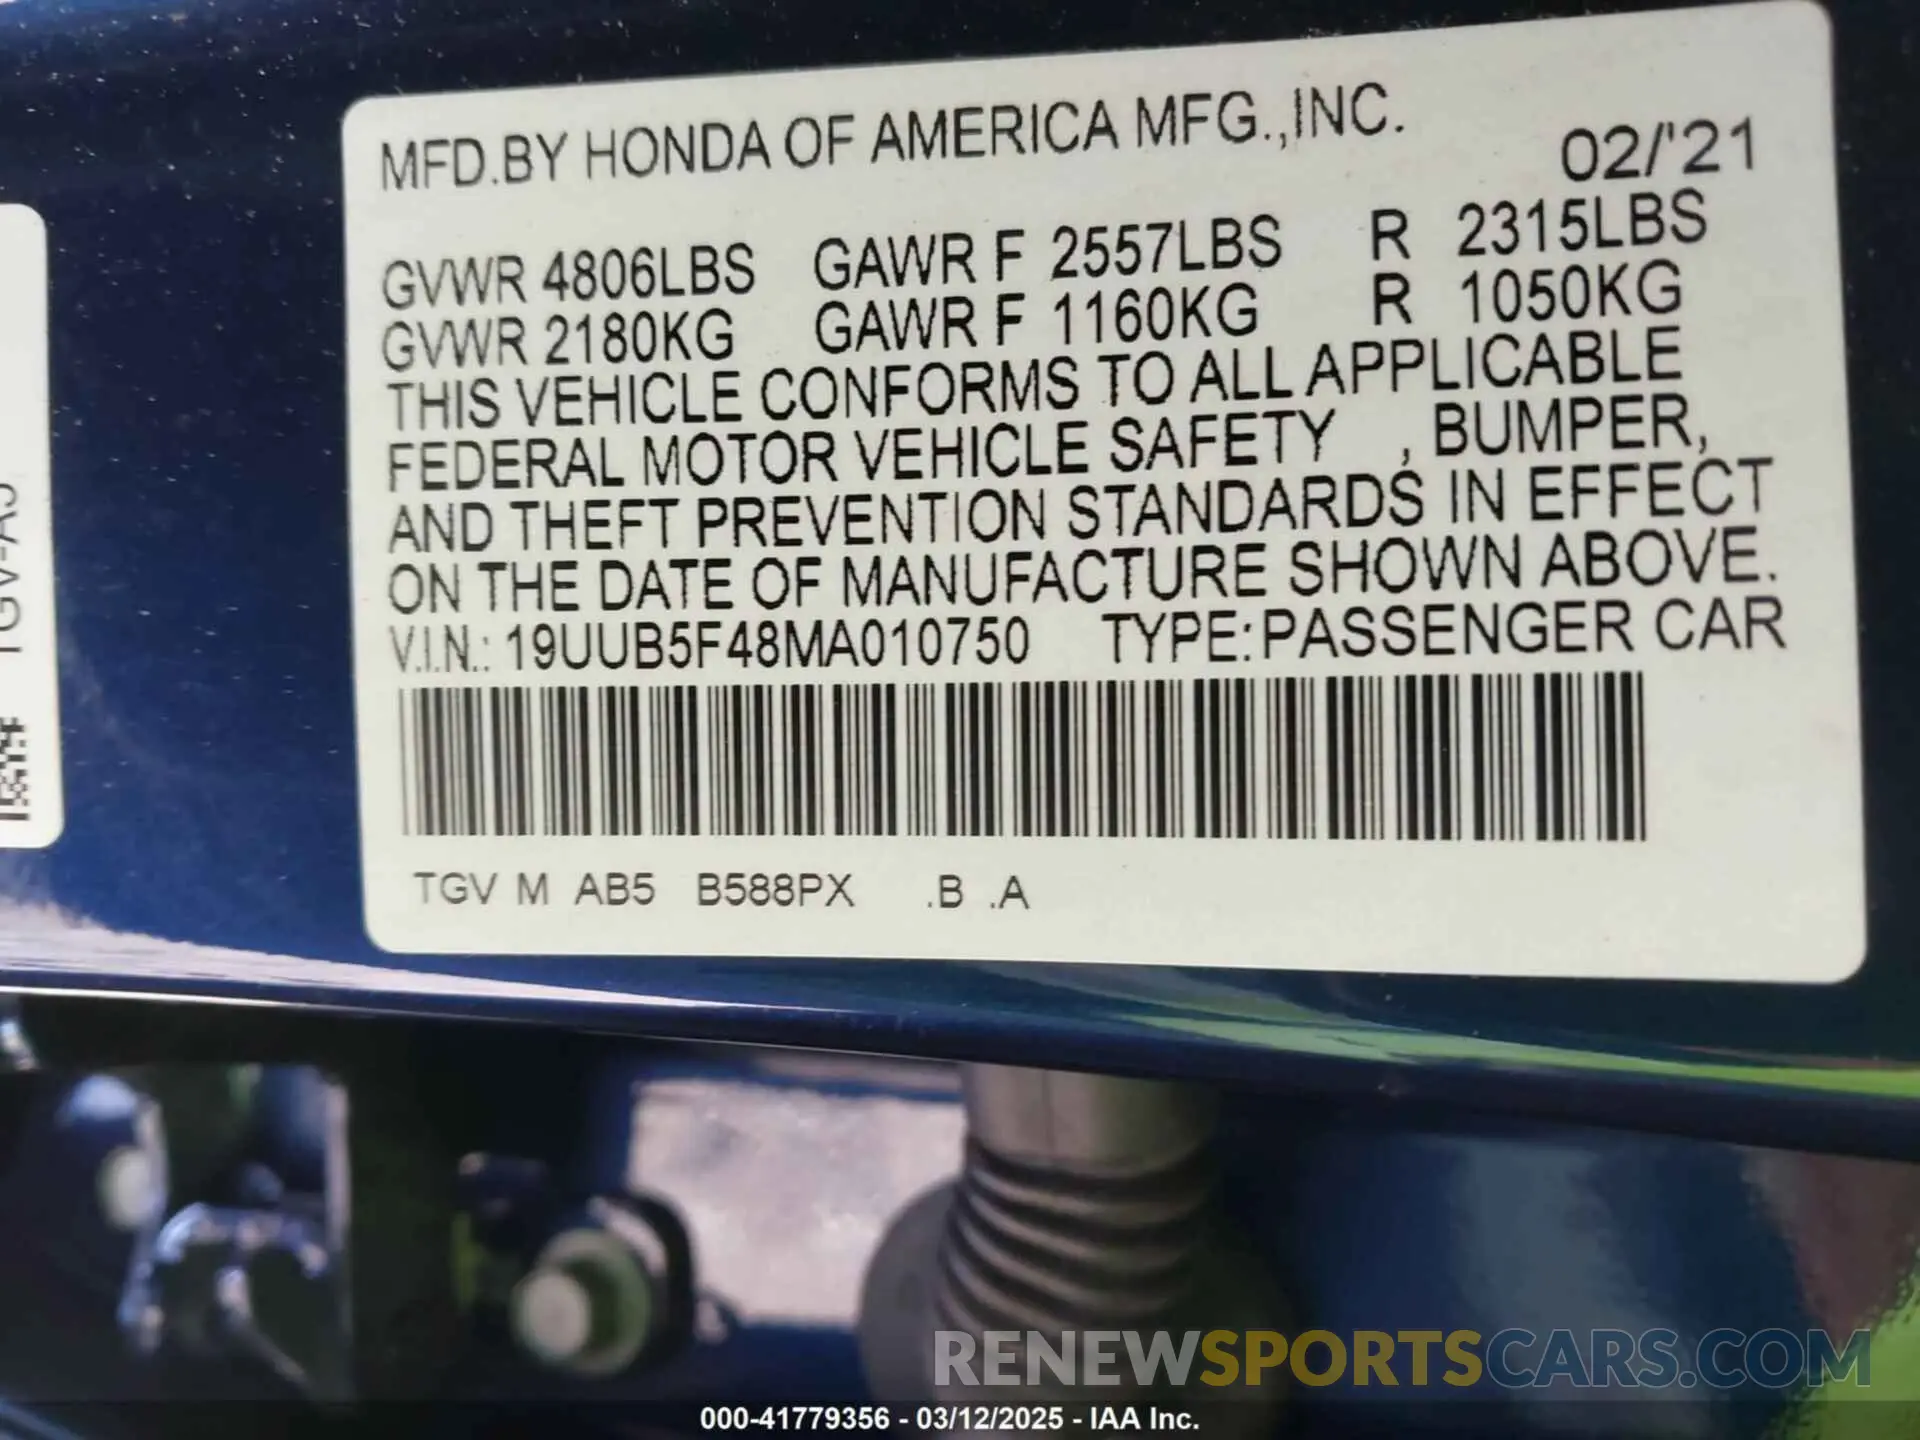 MFD.BY HONDA OF AMERICA MFG.,INC.
02/'21
GVWR 4806LBS GAWR F 2557LBS R 2315LBS
GVWR 2180KG GAWR F 1160KG R 1050KG
THIS VEHICLE CONFORMS TO ALL APPLICABLE
FEDERAL MOTOR VEHICLE SAFETY , BUMPER,
AND THEFT PREVENTION STANDARDS IN EFFECT
ON THE DATE OF MANUFACTURE SHOWN ABOVE.
V.I.N.: 19UUB5F48MA010750 TYPE:PASSENGER CAR
TGV M AB5 B588PX .B .A
TGV-A5
RENEWSPORTSCARS.COM
000-41779356 - 03/12/2025 - IAA Inc.